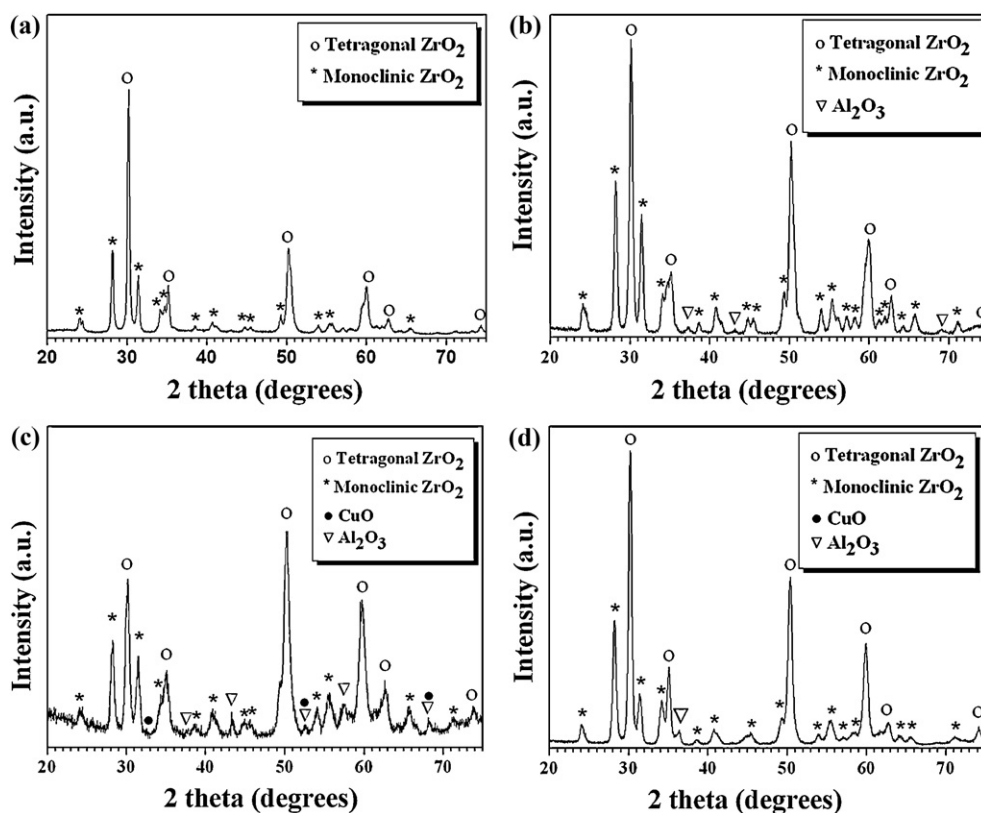 (a)
o Tetragonal ZrO₂
* Monoclinic ZrO₂
Intensity (a.u.)
20 30 40 50 60 70
2 theta (degrees)
(b)
o Tetragonal ZrO₂
* Monoclinic ZrO₂
▽ Al₂O₃
Intensity (a.u.)
20 30 40 50 60 70
2 theta (degrees)
(c)
o Tetragonal ZrO₂
* Monoclinic ZrO₂
● CuO
▽ Al₂O₃
Intensity (a.u.)
20 30 40 50 60 70
2 theta (degrees)
(d)
o Tetragonal ZrO₂
* Monoclinic ZrO₂
● CuO
▽ Al₂O₃
Intensity (a.u.)
20 30 40 50 60 70
2 theta (degrees)